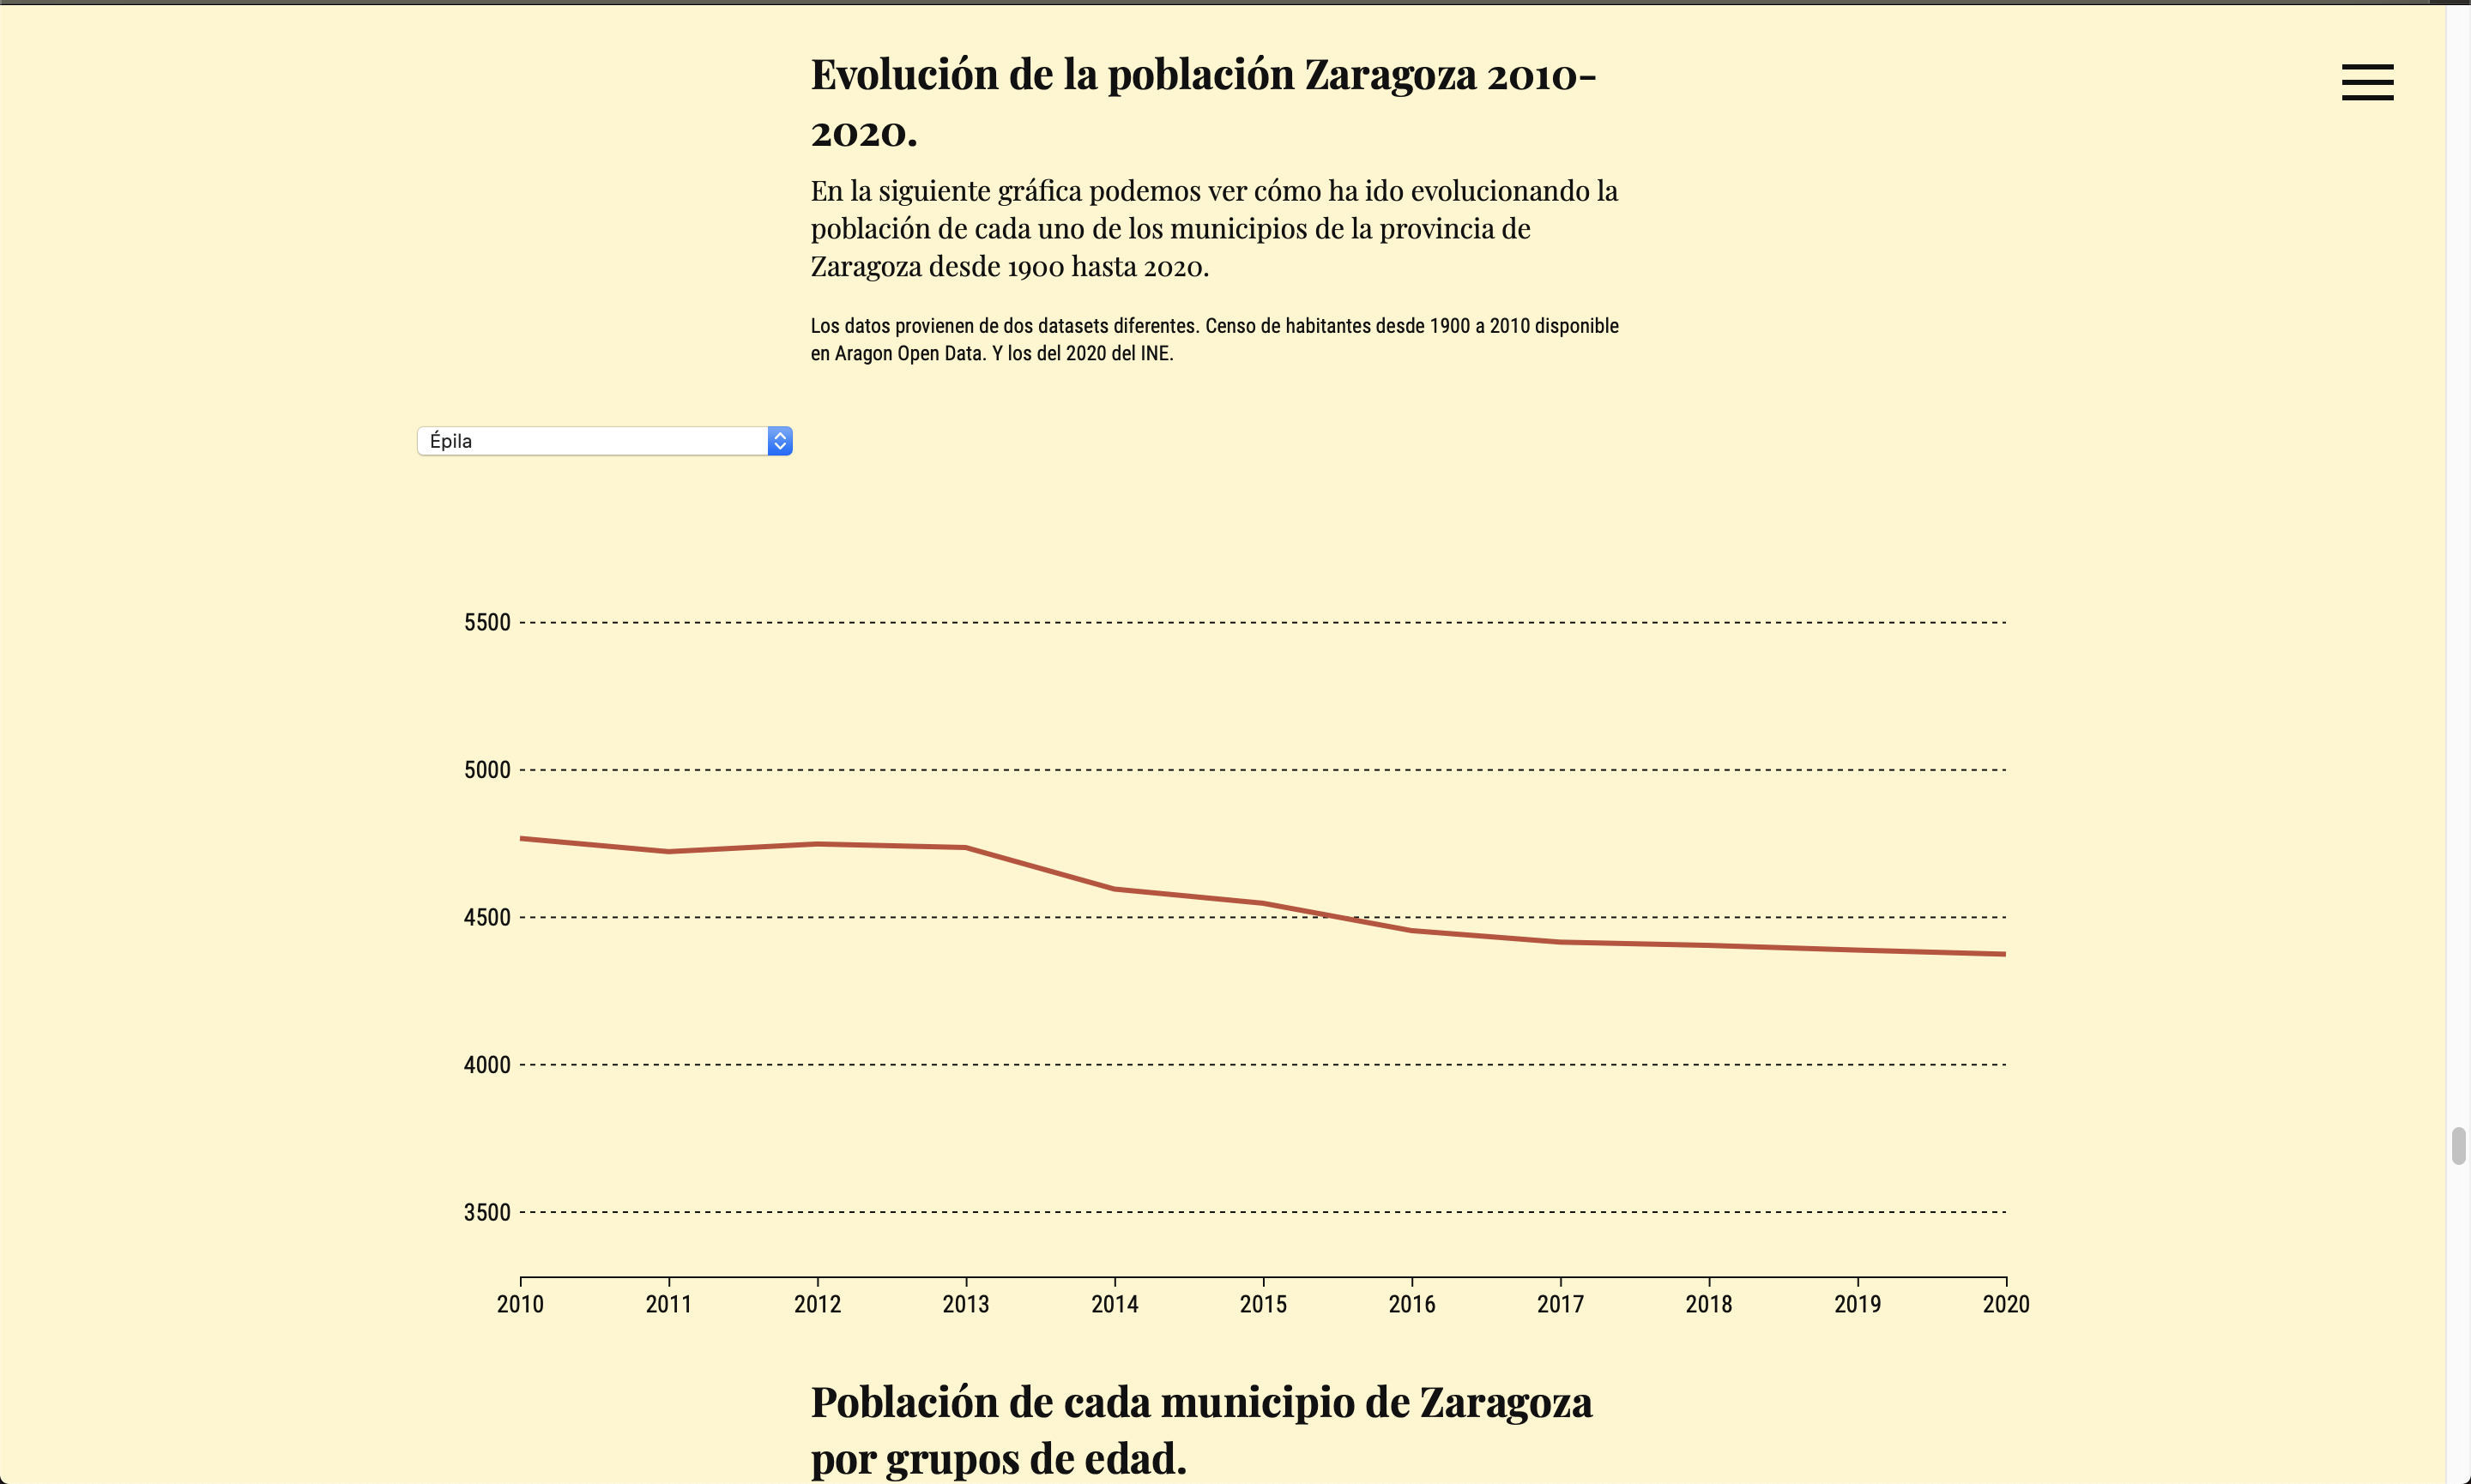 Evolución de la población Zaragoza 2010-
2020.
En la siguiente gráfica podemos ver cómo ha ido evolucionando la
población de cada uno de los municipios de la provincia de
Zaragoza desde 1900 hasta 2020.
Los datos provienen de dos datasets diferentes. Censo de habitantes desde 1900 a 2010 disponible
en Aragon Open Data. Y los del 2020 del INE.
Épila
5500
5000
4500
4000
3500
2010 2011 2012 2013 2014 2015 2016 2017 2018 2019 2020
Población de cada municipio de Zaragoza
por grupos de edad.